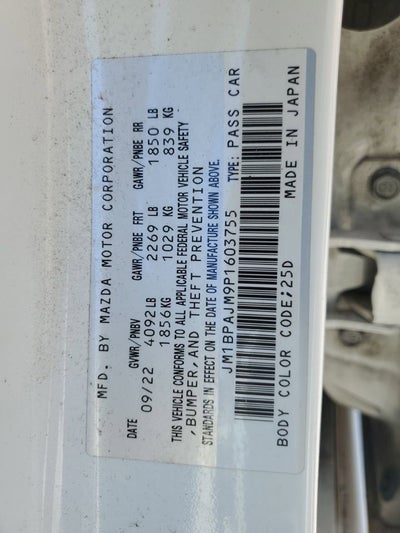 MFD. BY MAZDA MOTOR CORPORATION
DATE GVWR/PNBV GAWR/PNBE FRT GAWR/PNBE RR
09/22 4092LB 2269 LB 1850 LB
1856KG 1029 KG 839 KG
THIS VEHICLE CONFORMS TO ALL APPLICABLE FEDERAL MOTOR VEHICLE SAFETY
,BUMPER,AND THEFT PREVENTION
STANDARDS IN EFFECT ON THE DATE OF MANUFACTURE SHOWN ABOVE.
JM1BPAJM9P1603755 TYPE: PASS CAR
BODY COLOR CODE;25D MADE IN JAPAN